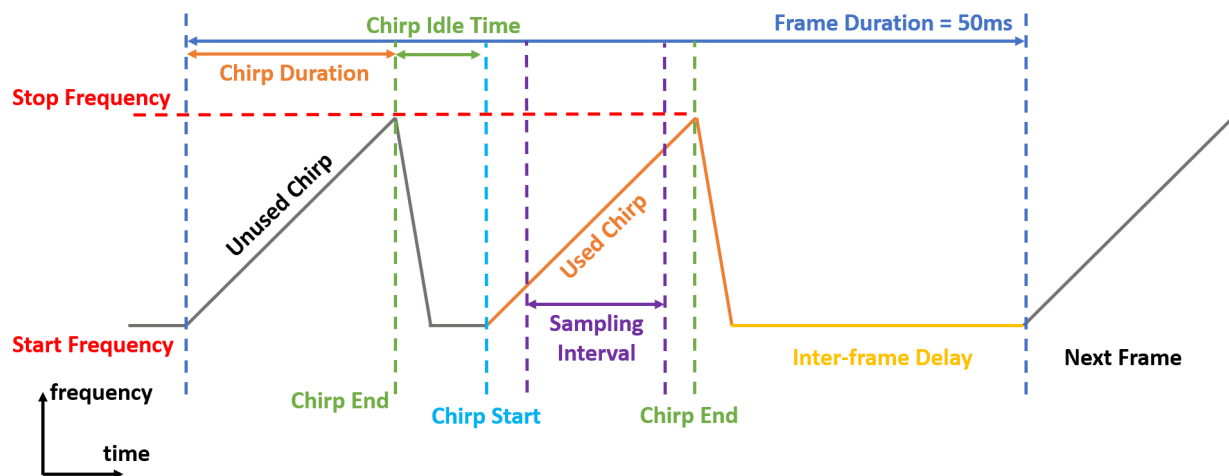 Chirp Idle Time
Frame Duration = 50ms
Chirp Duration
Stop Frequency
Unused Chirp
Used Chirp
Sampling
Interval
Start Frequency
Inter-frame Delay
Next Frame
Chirp End
Chirp Start
Chirp End
frequency
time